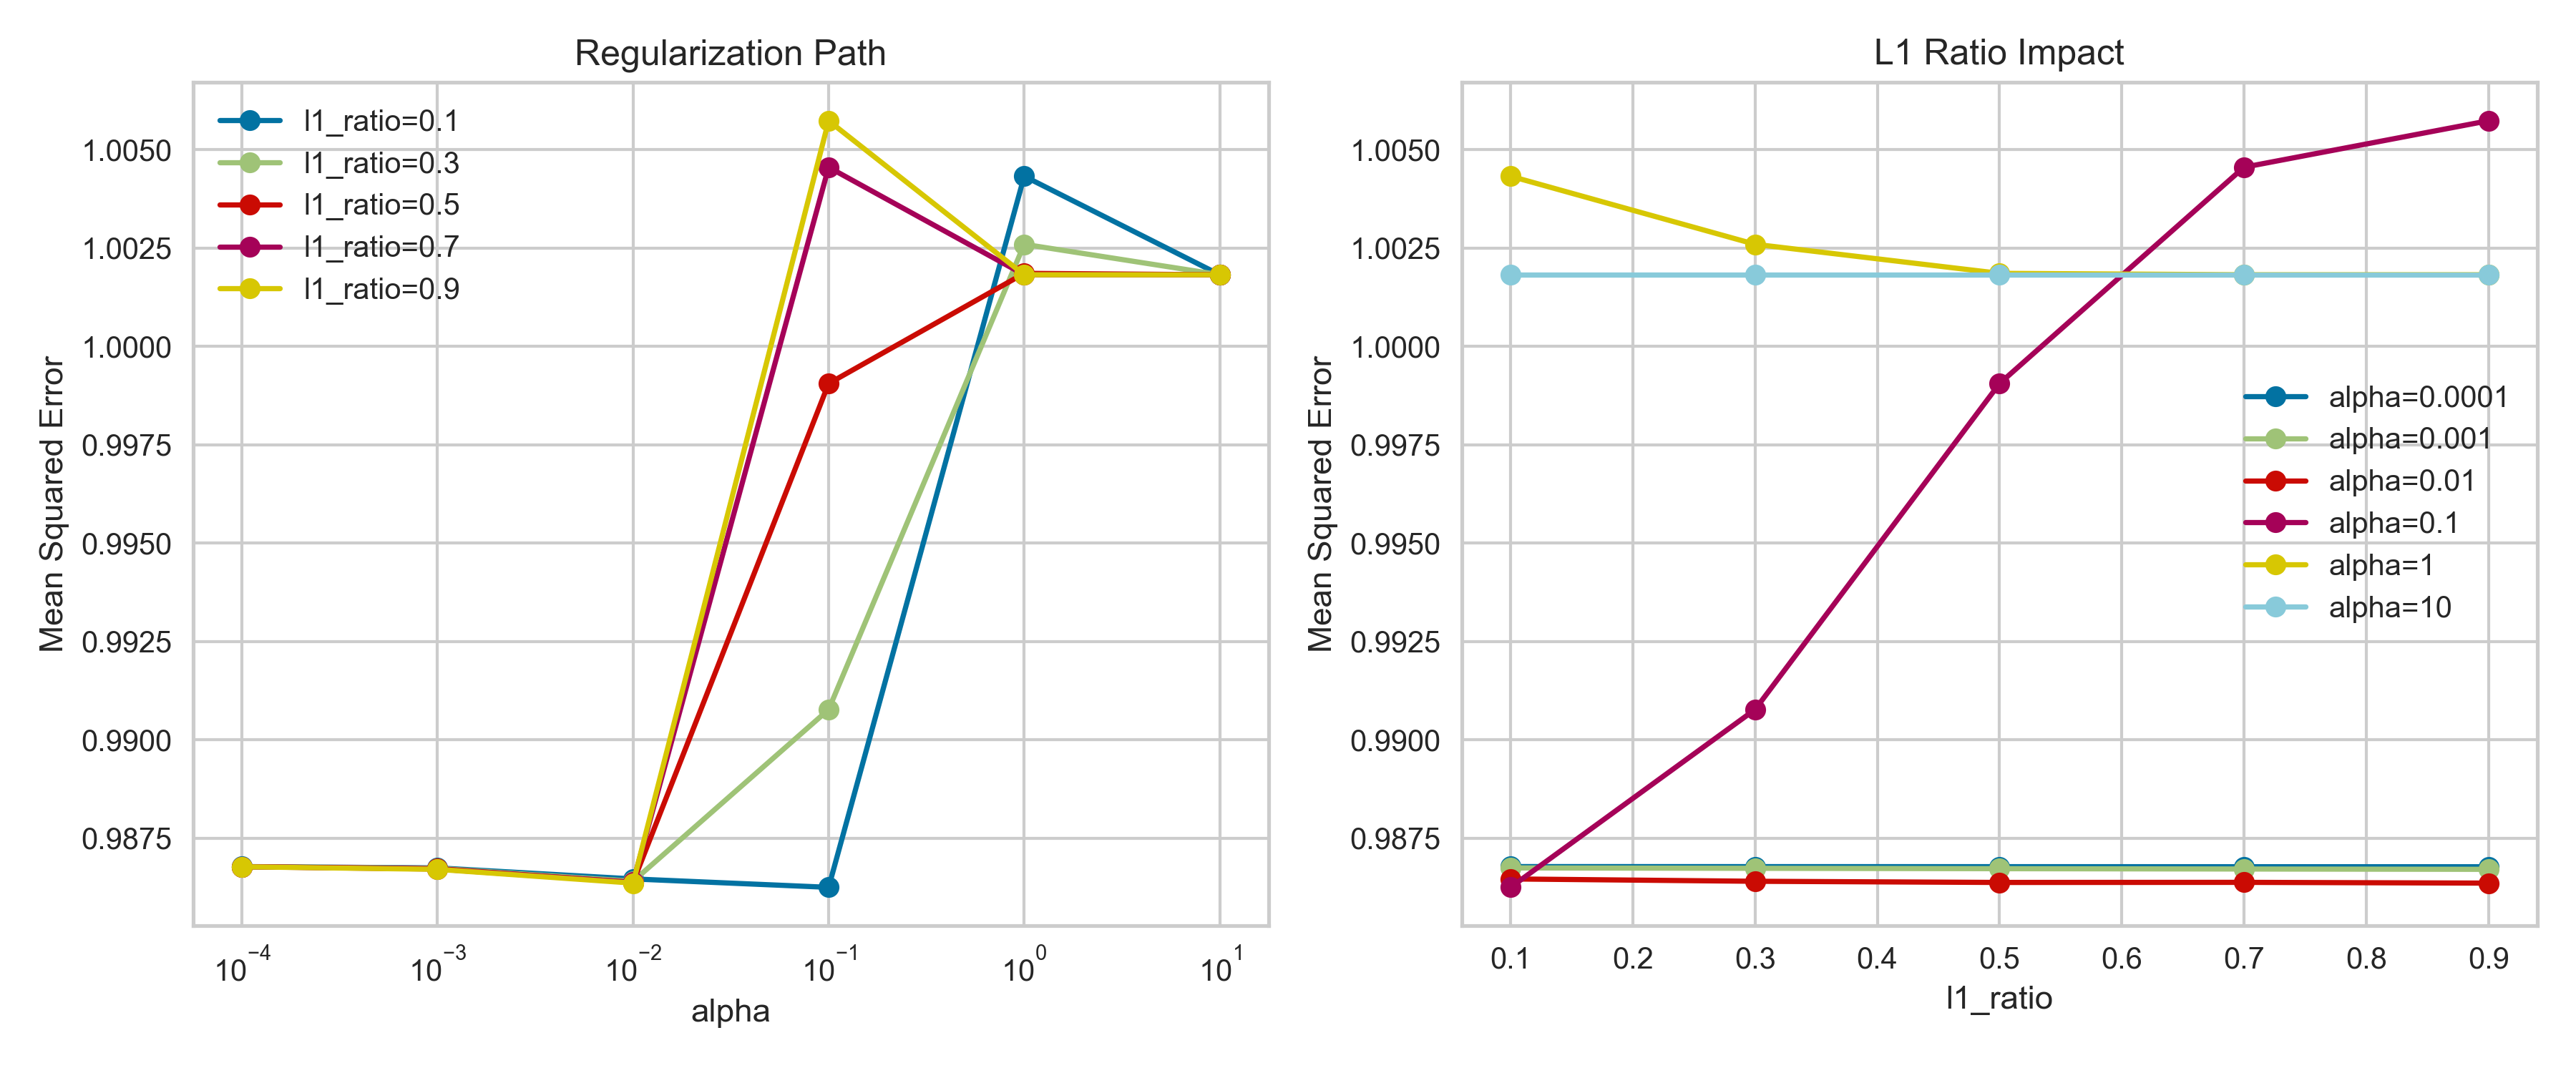 Regularization Path
l1_ratio=0.1
l1_ratio=0.3
l1_ratio=0.5
l1_ratio=0.7
l1_ratio=0.9
1.0050
1.0025
1.0000
0.9975
0.9950
0.9925
0.9900
0.9875
Mean Squared Error
10⁻⁴ 10⁻³ 10⁻² 10⁻¹ 10⁰ 10¹
alpha
L1 Ratio Impact
1.0050
1.0025
1.0000
0.9975
0.9950
0.9925
0.9900
0.9875
Mean Squared Error
alpha=0.0001
alpha=0.001
alpha=0.01
alpha=0.1
alpha=1
alpha=10
0.1 0.2 0.3 0.4 0.5 0.6 0.7 0.8 0.9
l1_ratio